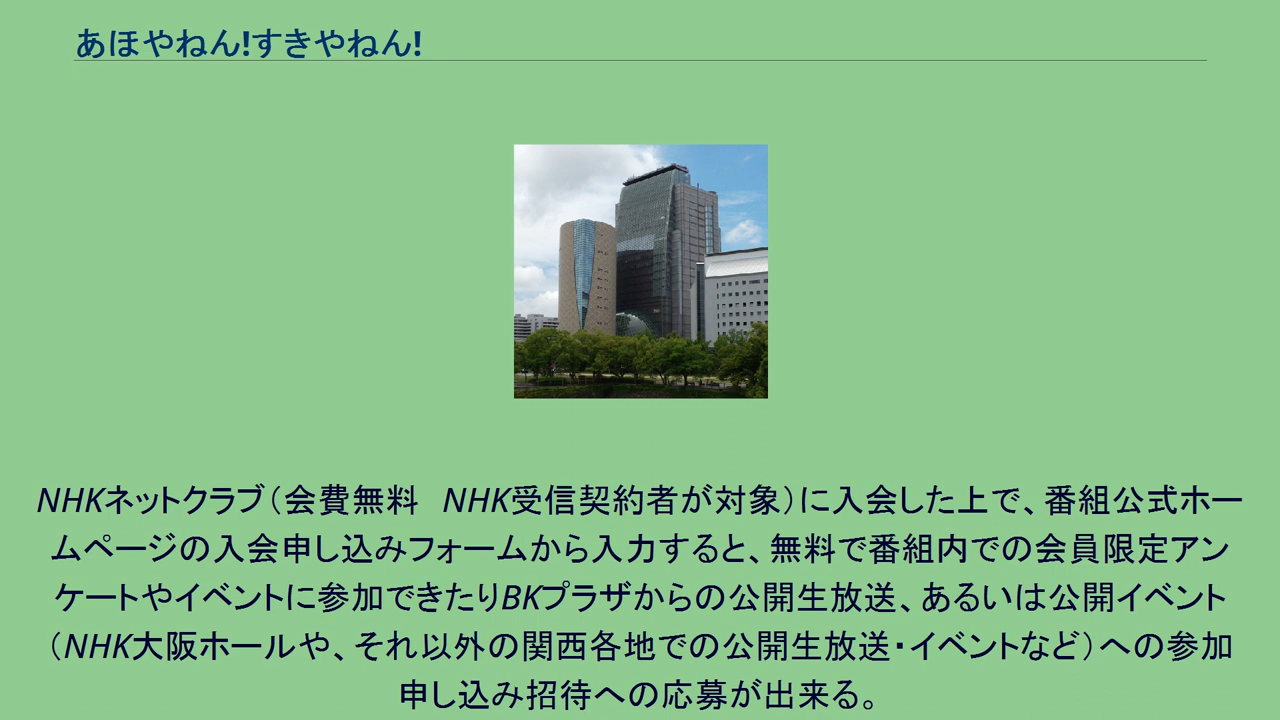 あほやねん!すきやねん!
NHKネットクラブ（会費無料　NHK受信契約者が対象）に入会した上で、番組公式ホー
ムページの入会申し込みフォームから入力すると、無料で番組内での会員限定アン
ケートやイベントに参加できたりBKプラザからの公開生放送、あるいは公開イベント
（NHK大阪ホールや、それ以外の関西各地での公開生放送・イベントなど）への参加
申し込み招待への応募が出来る。